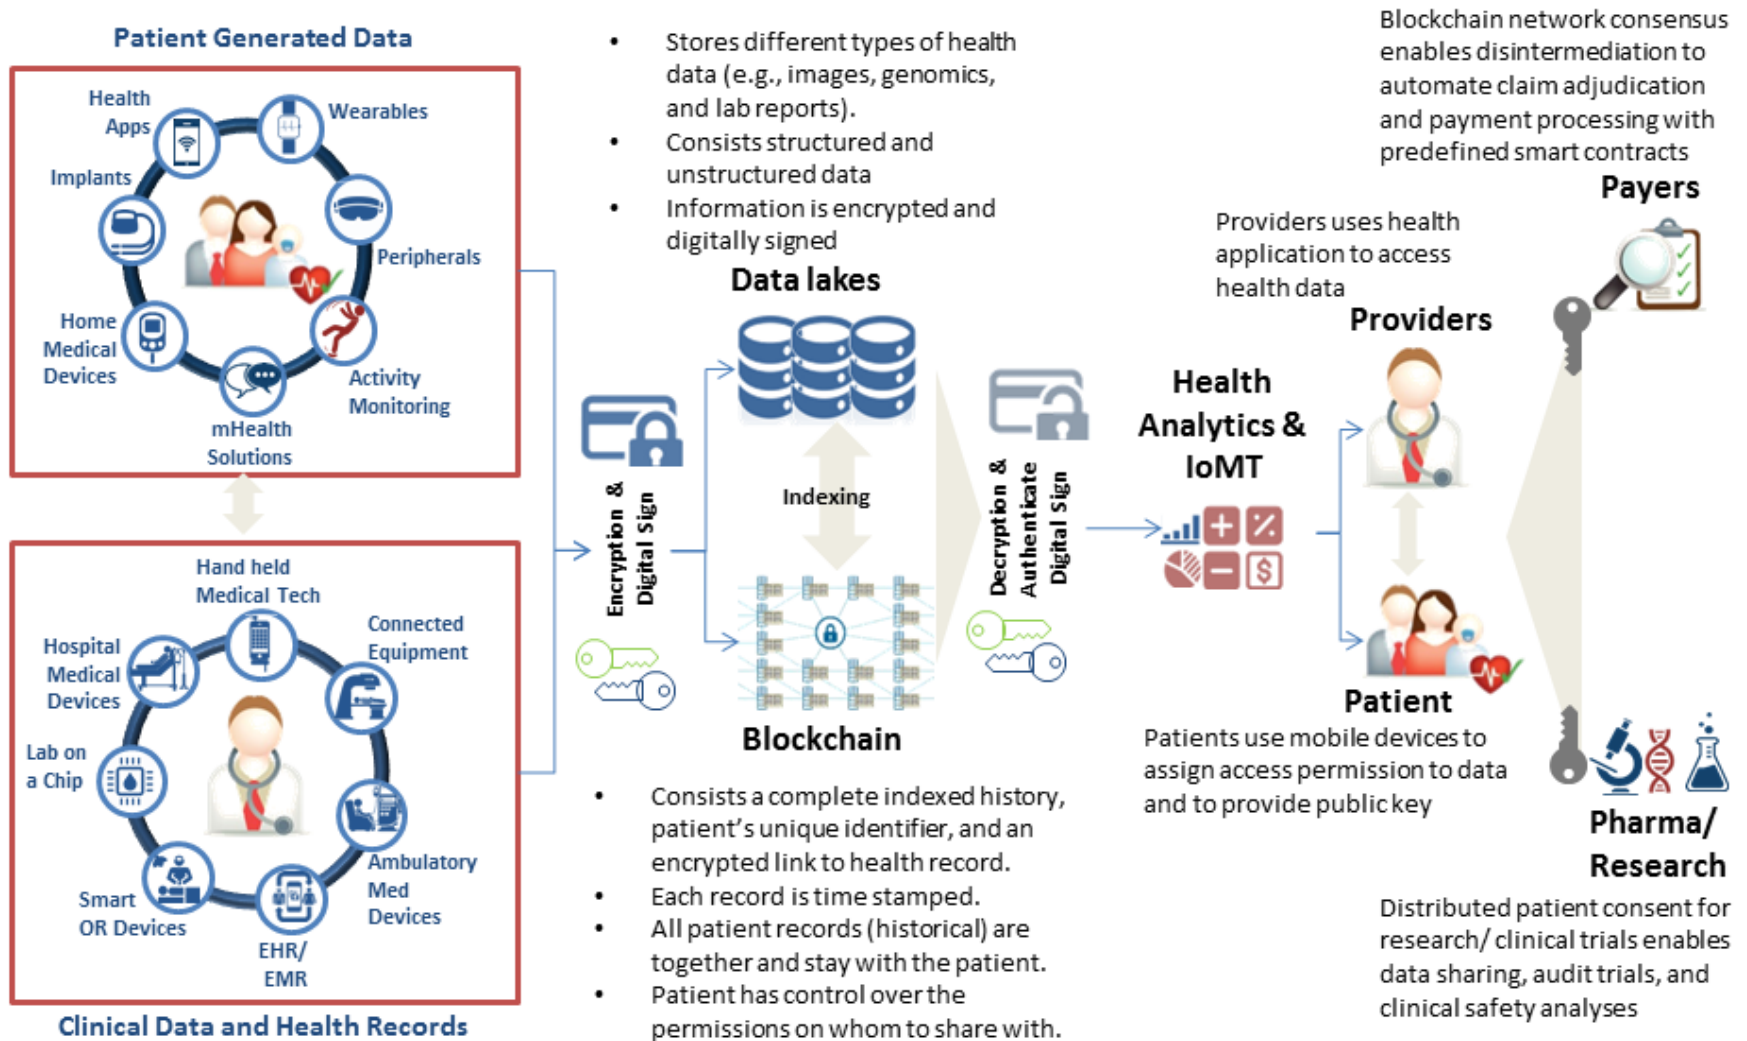 Patient Generated Data
Health
Apps
Wearables
Implants
Peripherals
Home
Medical
Devices
Activity
Monitoring
mHealth
Solutions
Hand held
Medical Tech
Connected
Equipment
Hospital
Medical
Devices
Lab on
a Chip
Ambulatory
Med
Devices
Smart
OR Devices
EHR/
EMR
Clinical Data and Health Records
Encryption &
Digital Sign
• Stores different types of health
data (e.g., images, genomics,
and lab reports).
• Consists structured and
unstructured data
• Information is encrypted and
digitally signed
Data lakes
Indexing
Blockchain
• Consists a complete indexed history,
patient's unique identifier, and an
encrypted link to health record.
• Each record is time stamped.
• All patient records (historical) are
together and stay with the patient.
• Patient has control over the
permissions on whom to share with.
Decryption &
Authenticate
Digital Sign
Health
Analytics &
IoMT
Providers uses health
application to access
health data
Providers
Patient
Patients use mobile devices to
assign access permission to data
and to provide public key
Blockchain network consensus
enables disintermediation to
automate claim adjudication
and payment processing with
predefined smart contracts
Payers
Pharma/
Research
Distributed patient consent for
research/ clinical trials enables
data sharing, audit trials, and
clinical safety analyses